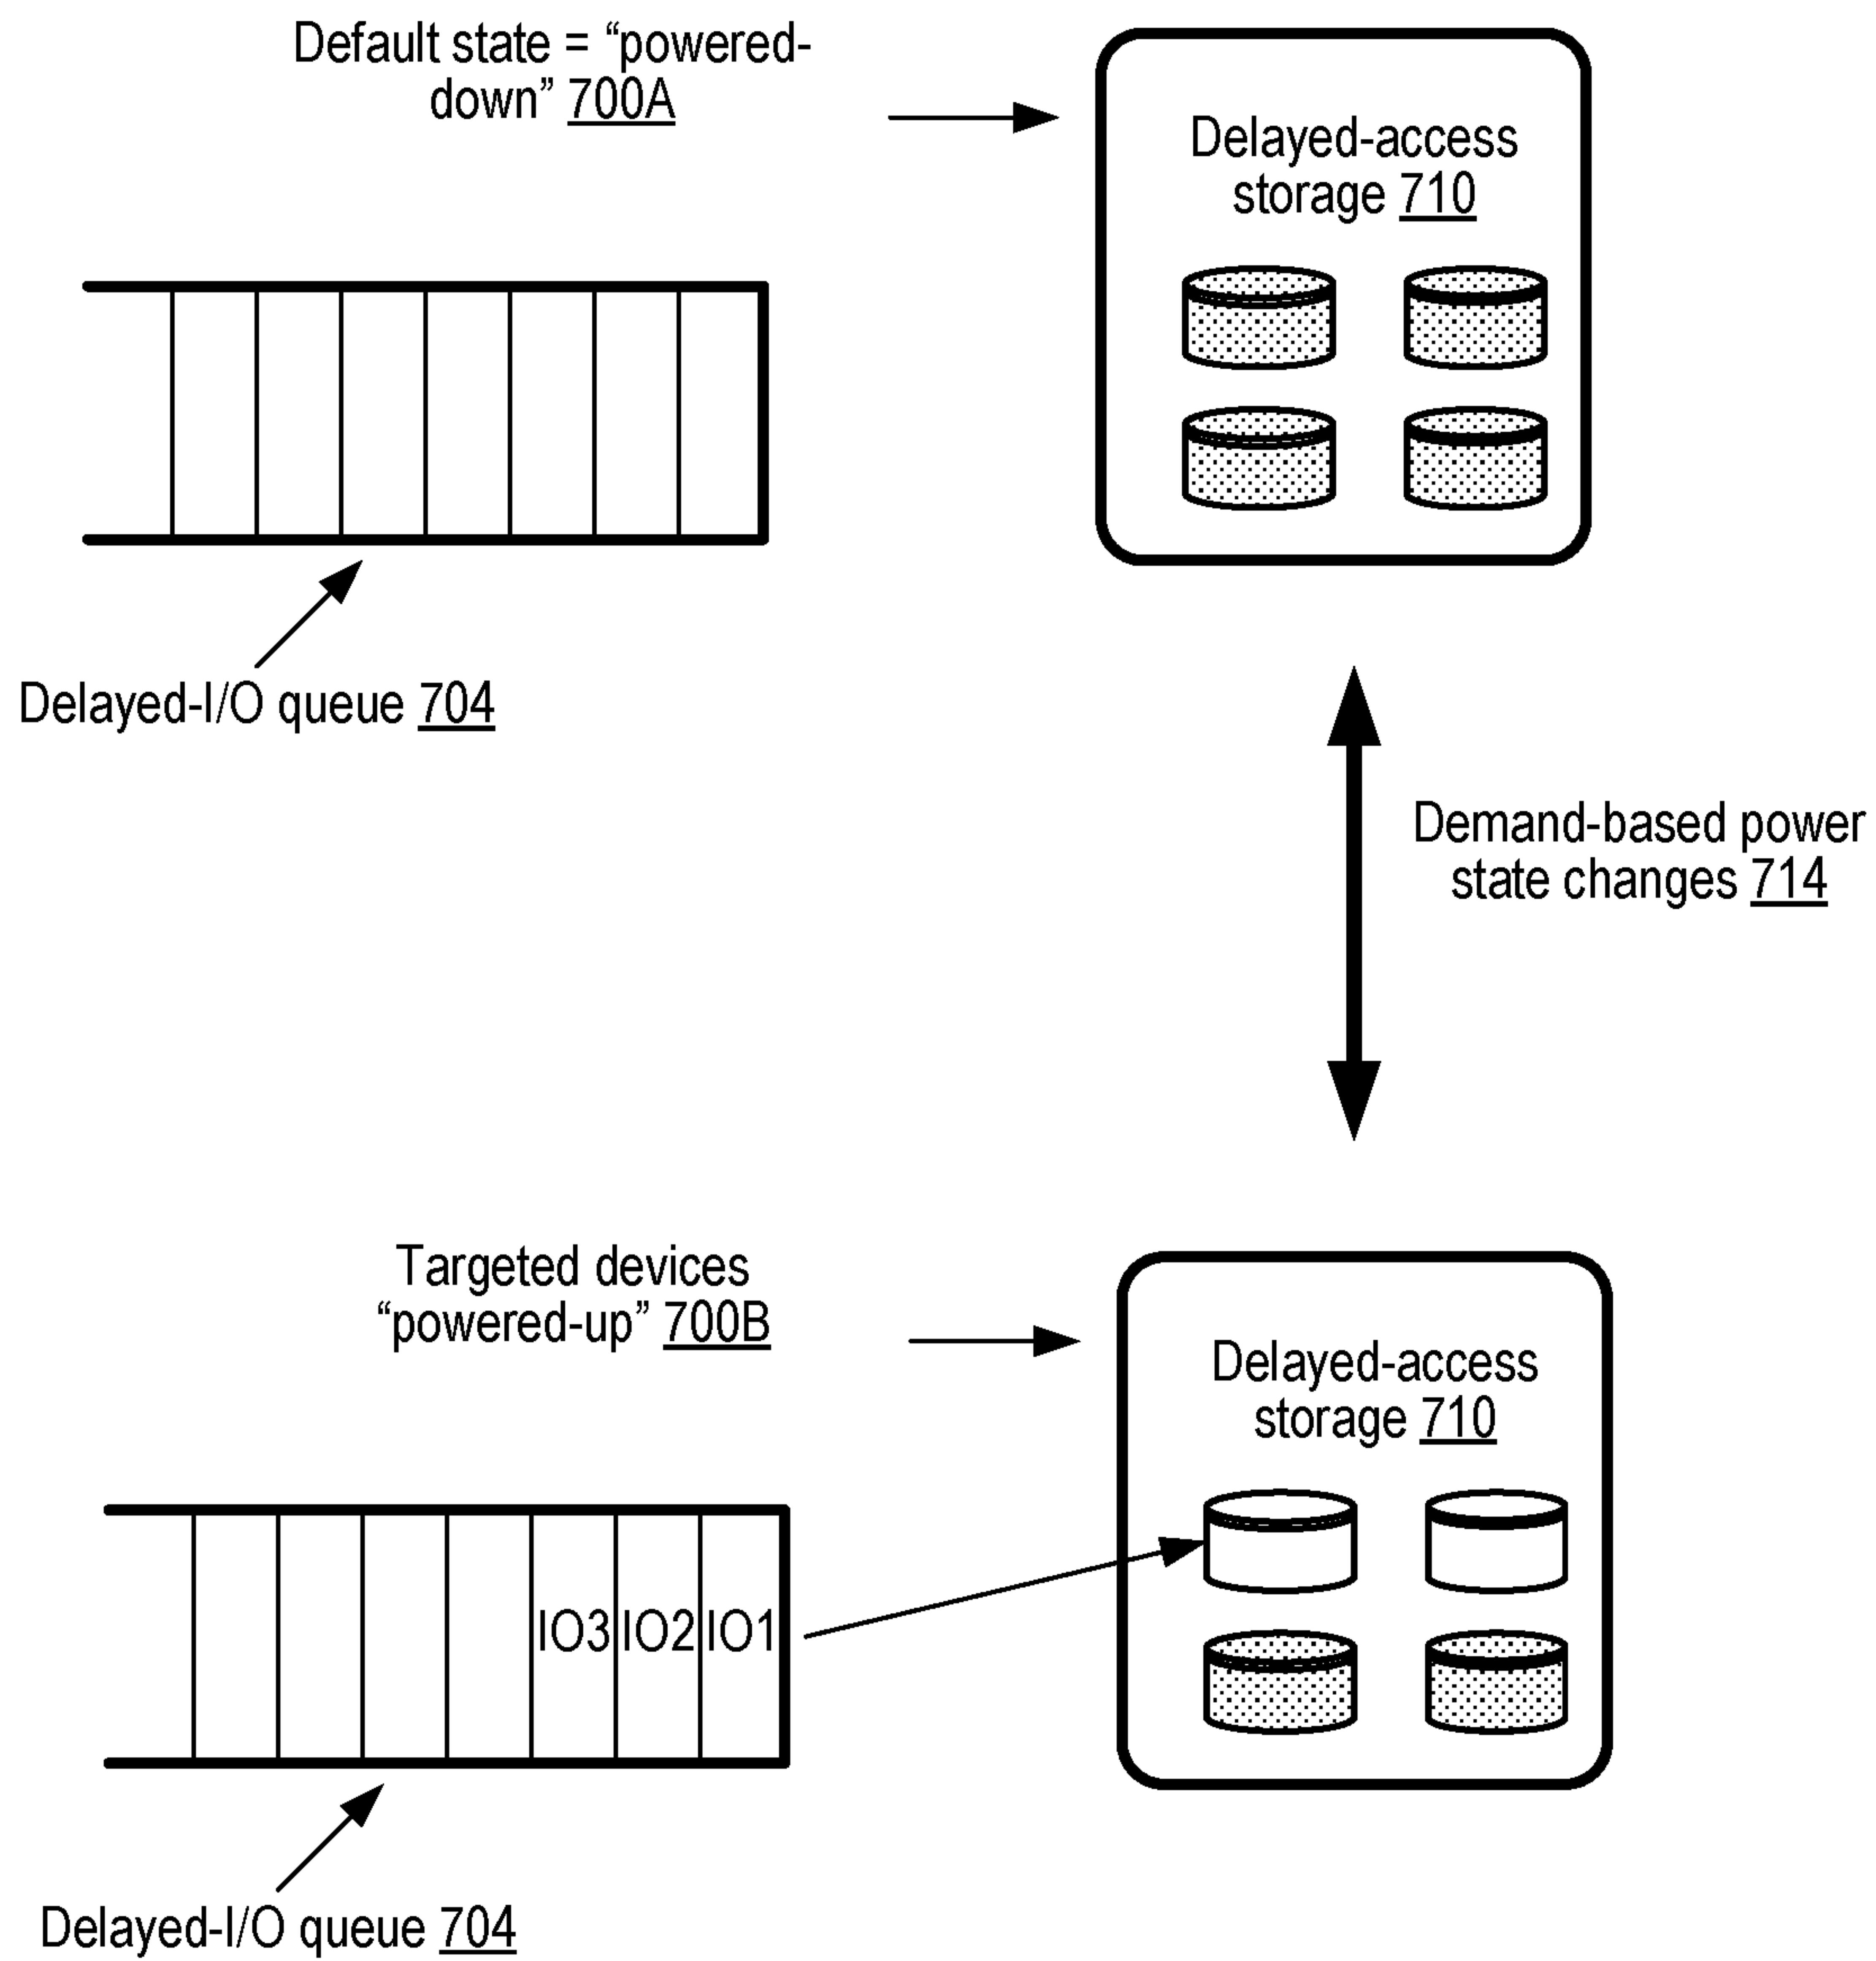 Default state = “powered-
down” 700A
Delayed-access
storage 710
Delayed-I/O queue 704
Demand-based power
state changes 714
Targeted devices
“powered-up” 700B
Delayed-access
storage 710
IO3 IO2 IO1
Delayed-I/O queue 704